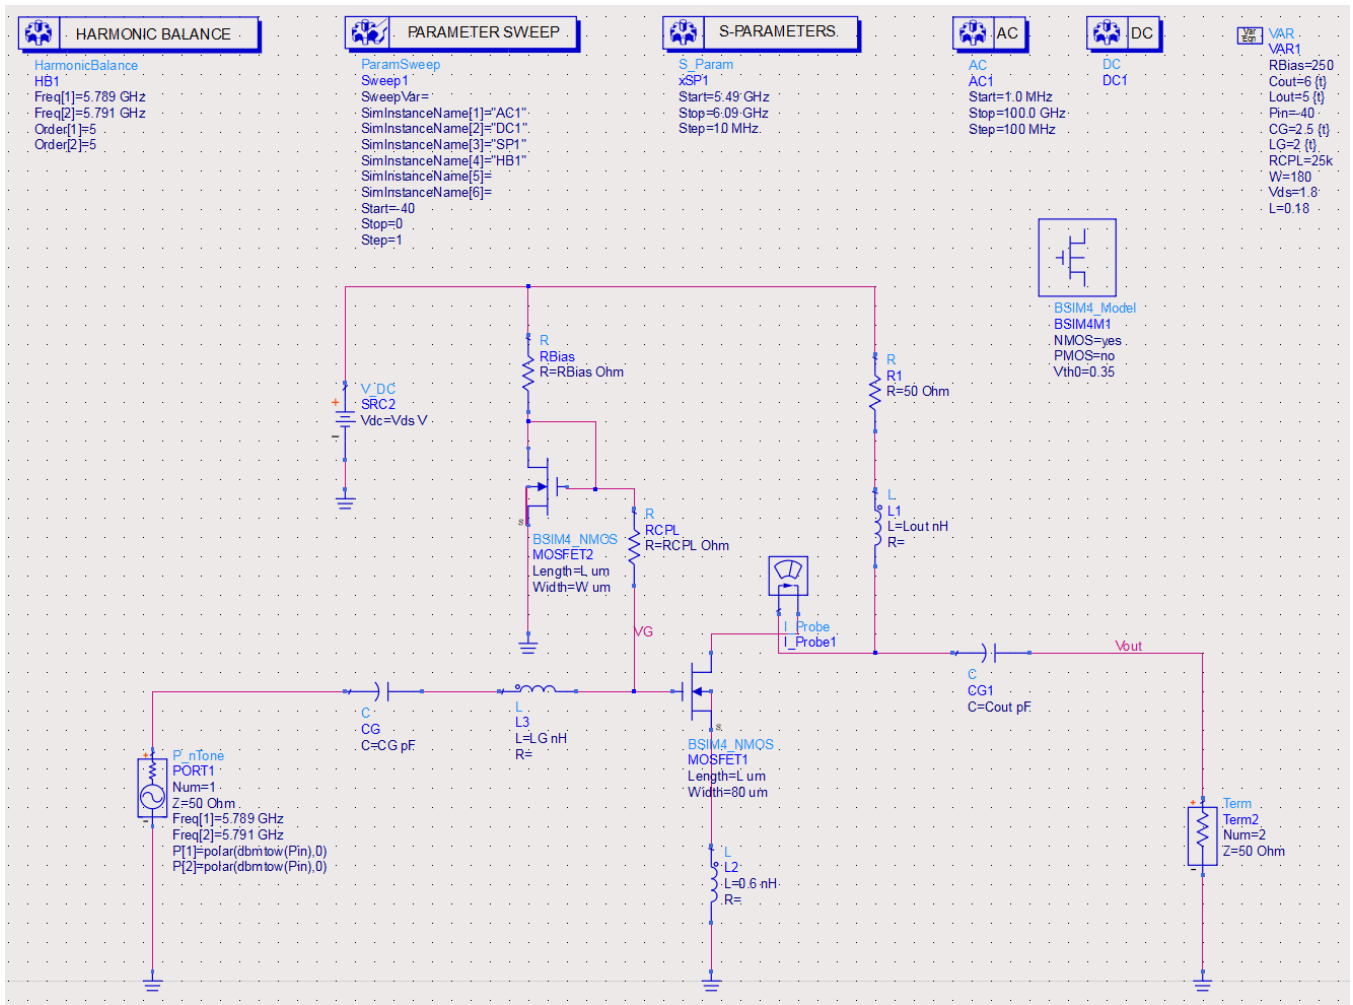 HARMONIC BALANCE
HarmonicBalance
HB1
Freq[1]=5.789 GHz
Freq[2]=5.791 GHz
Order[1]=5
Order[2]=5
PARAMETER SWEEP
ParamSweep
Sweep1
SweepVar=
SimInstanceName[1]="AC1"
SimInstanceName[2]="DC1"
SimInstanceName[3]="SP1"
SimInstanceName[4]="HB1"
SimInstanceName[5]=
SimInstanceName[6]=
Start=-40
Stop=0
Step=1
S-PARAMETERS
S_Param
xSP1
Start=5.49 GHz
Stop=6.09 GHz
Step=10 MHz
AC
AC
AC1
Start=1.0 MHz
Stop=100.0 GHz
Step=100 MHz
DC
DC
DC1
Var
Eqn
VAR
VAR1
RBias=250
Cout=6 {t}
Lout=5 {t}
Pin=-40
CG=2.5 {t}
LG=2 {t}
RCPL=25k
W=180
Vds=1.8
L=0.18
BSIM4_Model
BSIM4M1
NMOS=yes
PMOS=no
Vth0=0.35
R
RBias
R=RBias Ohm
R
R1
R=50 Ohm
V_DC
SRC2
Vdc=Vds V
L
L1
L=Lout nH
R=
R
RCPL
R=RCPL Ohm
S
BSIM4_NMOS
MOSFET2
Length=L um
Width=W um
I_Probe
I_Probe1
VG
Vout
C
CG1
C=Cout pF
C
CG
C=CG pF
L
L3
L=LG nH
R=
S
BSIM4_NMOS
MOSFET1
Length=L um
Width=80 um
P_nTone
PORT1
Num=1
Z=50 Ohm
Freq[1]=5.789 GHz
Freq[2]=5.791 GHz
P[1]=polar(dbmtow(Pin),0)
P[2]=polar(dbmtow(Pin),0)
L
L2
L=0.6 nH
R=
Term
Term2
Num=2
Z=50 Ohm